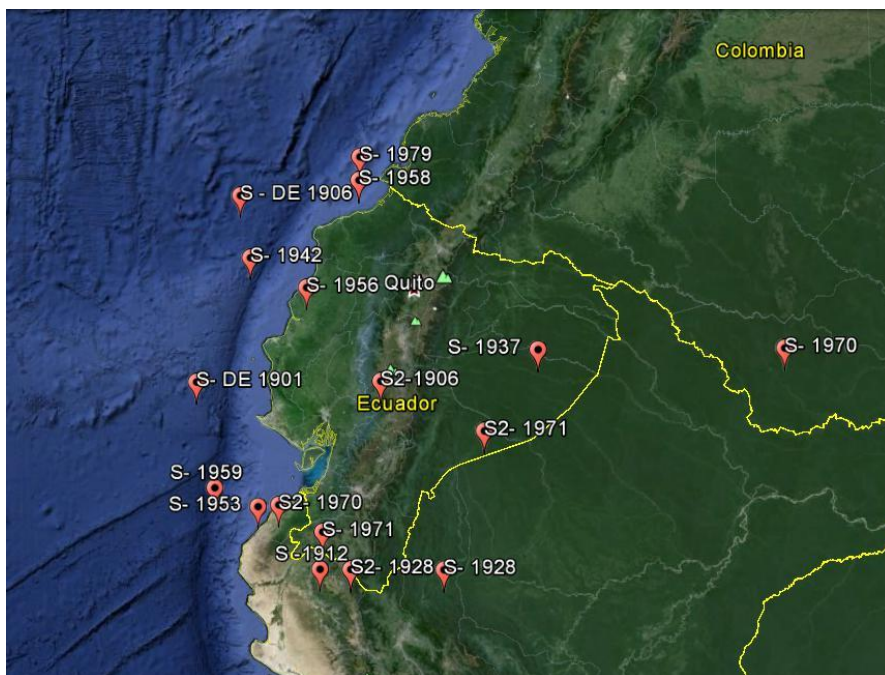 Colombia
S- 1979
S- 1958
S - DE 1906
S- 1942
Quito
S- 1956
S- 1937
S- 1970
S- DE 1901
S2-1906
Ecuador
S2- 1971
S- 1959
S- 1953
S2- 1970
S- 1971
S -1912
S2- 1928
S- 1928